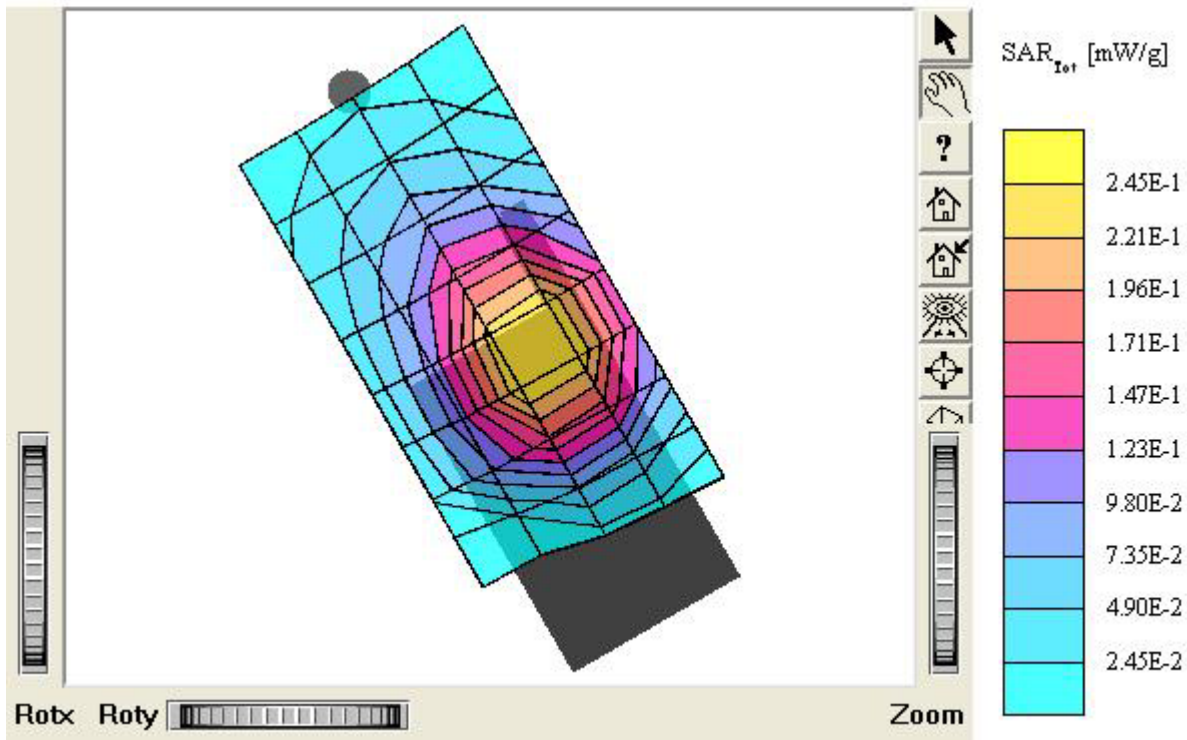 SARTot [mW/g]
?
2.45E-1
2.21E-1
1.96E-1
1.71E-1
1.47E-1
1.23E-1
9.80E-2
7.35E-2
4.90E-2
2.45E-2
Rotx Roty Zoom